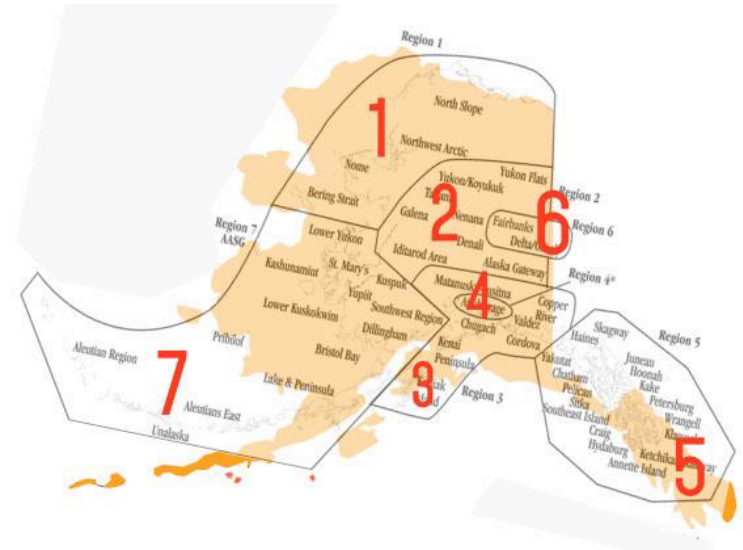 Region 1
North Slope
1
Northwest Arctic
Nome
Bering Strait
Yukon Flats
Yukon/Koyukuk
Region 2
2
Galena
Nenana
Fairbanks
6
Region 6
Denali
Iditarod Area
Alaska Gateway
Region 7
AASG
Lower Yukon
Kashunamiut
St. Mary's
Kuspuk
Yupiit
Lower Kuskokwim
Southwest Region
Dillingham
Pribilof
Bristol Bay
Lake & Peninsula
Aleutian Region
7
Aleutians East
Unalaska
4
Region 4*
Copper
River
Valdez
Chugach
Cordova
Kenai
Peninsula
3
Region 3
Region 5
Skagway
Haines
Yakutat
Juneau
Hoonah
Chatham
Kake
Pelican
Petersburg
Sitka
Wrangell
Southeast Island
Craig
Hydaburg
Annette Island
5